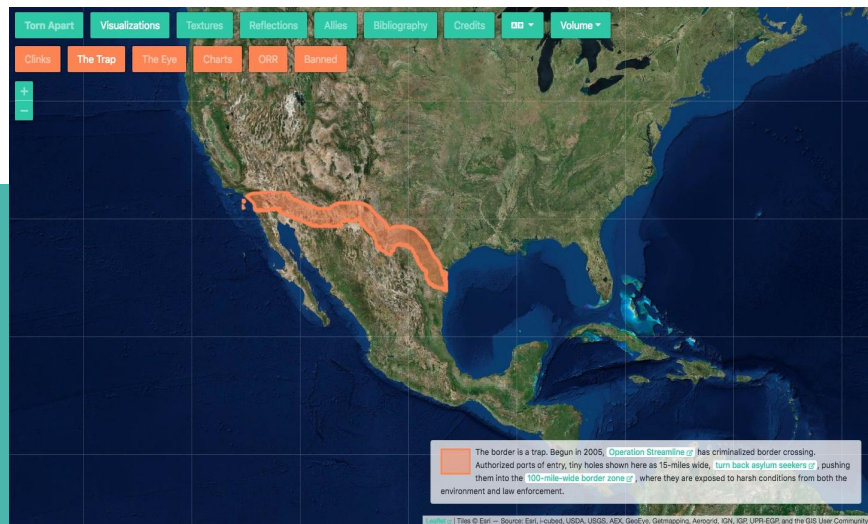 Torn Apart Visualizations Textures Reflections Allies Bibliography Credits Volume
Clinks The Trap The Eye Charts ORR Banned
+
−
The border is a trap. Begun in 2005, Operation Streamline has criminalized border crossing.
Authorized ports of entry, tiny holes shown here as 15-miles wide, turn back asylum seekers , pushing
them into the 100-mile-wide border zone , where they are exposed to harsh conditions from both the
environment and law enforcement.
Leaflet | Tiles © Esri — Source: Esri, i-cubed, USDA, USGS, AEX, GeoEye, Getmapping, Aerogrid, IGN, IGP, UPR-EGP, and the GIS User Community